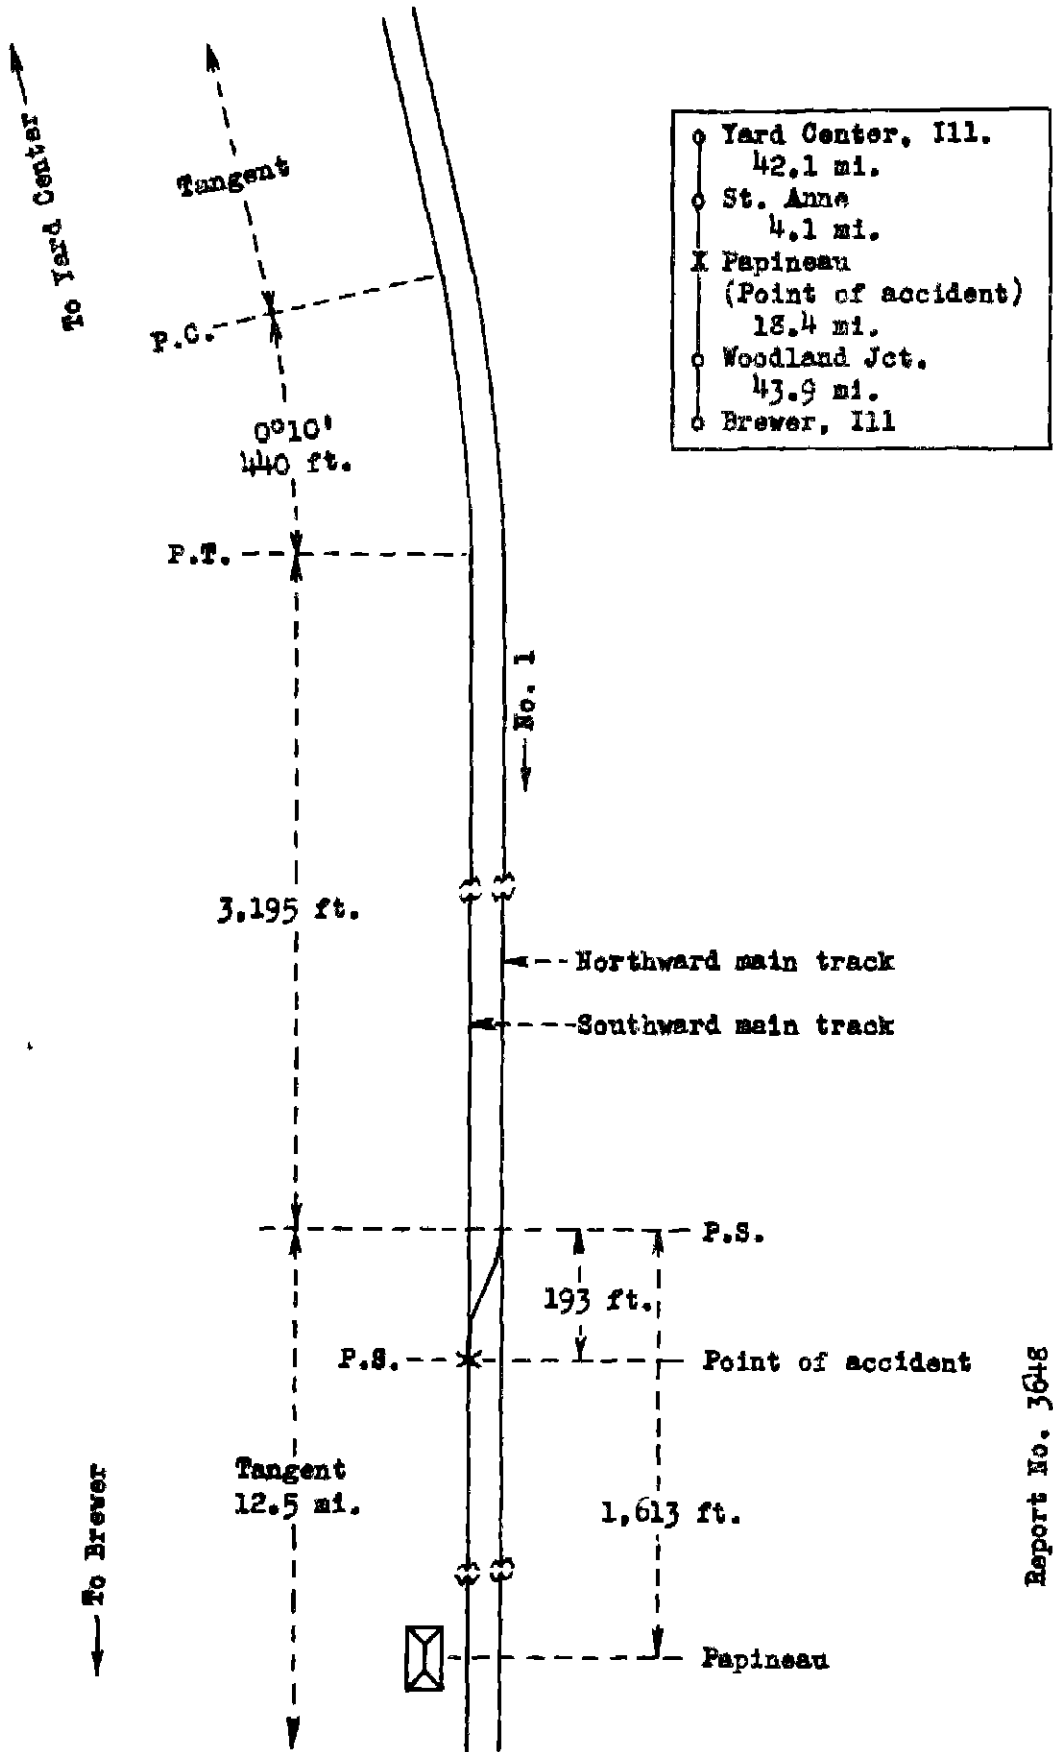 To Yard Center
Tangent
P.C.
0°10'
440 ft.
P.T.
No. 1
3,195 ft.
Northward main track
Southward main track
P.S.
193 ft.
P.S.
Point of accident
Tangent
12.5 mi.
1,613 ft.
To Brewer
Papineau
Report No. 3648
Yard Center, Ill.
42.1 mi.
St. Anne
4.1 mi.
X Papineau
(Point of accident)
18.4 mi.
Woodland Jct.
43.9 mi.
Brewer, Ill